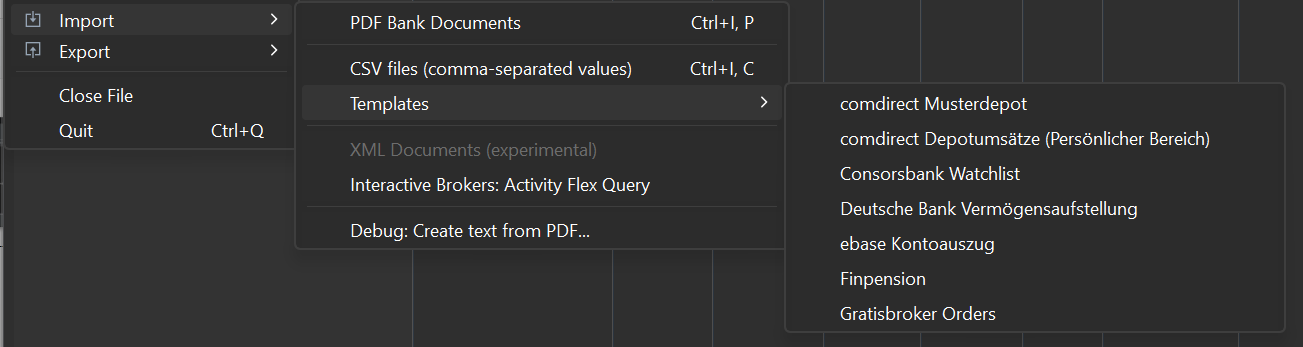 Import
Export
Close File
Quit Ctrl+Q
PDF Bank Documents Ctrl+I, P
CSV files (comma-separated values) Ctrl+I, C
Templates
XML Documents (experimental)
Interactive Brokers: Activity Flex Query
Debug: Create text from PDF...
comdirect Musterdepot
comdirect Depotumsätze (Persönlicher Bereich)
Consorsbank Watchlist
Deutsche Bank Vermögensaufstellung
ebase Kontoauszug
Finpension
Gratisbroker Orders